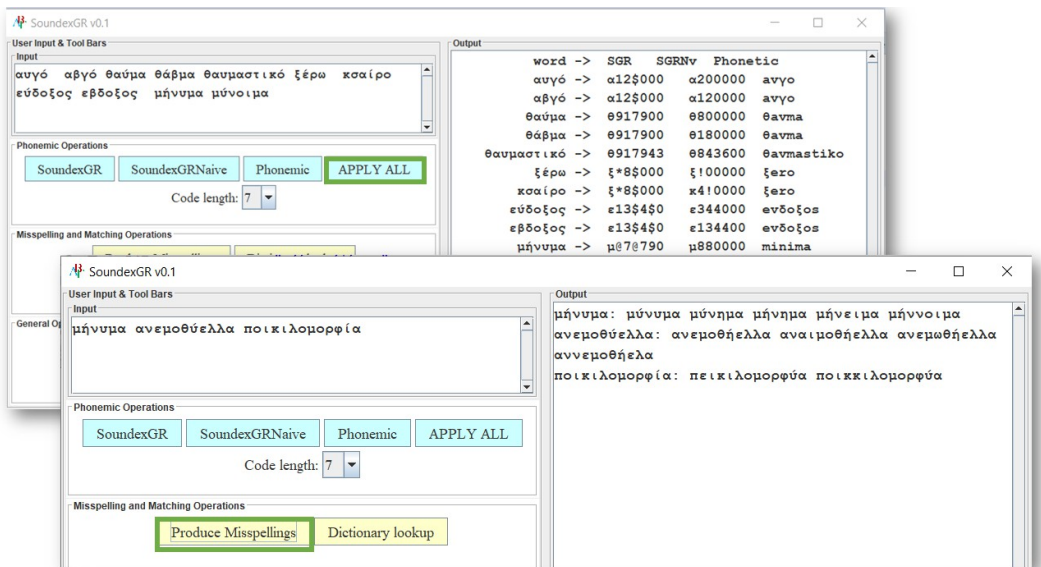 SoundexGR v0.1
User Input & Tool Bars
Input
αυγό αβγό θαύμα θάβμα θαυμαστικό ξέρω κσαίρο
εύδοξος εβδοξος μήνυμα μύνοιμα
Phonemic Operations
SoundexGR SoundexGRNaive Phonemic APPLY ALL
Code length: 7
Misspelling and Matching Operations
General Op
Output
word -> SGR SGRNv Phonetic
αυγό -> α12$000 α200000 avγo
αβγό -> α12$000 α120000 avγo
θαύμα -> θ917900 θ800000 θavma
θάβμα -> θ917900 θ180000 θavma
θαυμαστικό -> θ917943 θ843600 θavmastiko
ξέρω -> ξ*8$000 ξ!00000 ξero
κσαίρο -> ξ*8$000 κ4!0000 ξero
εύδοξος -> ε13$4$0 ε344000 evδoξos
εβδοξος -> ε13$4$0 ε134400 evδoξos
μήνυμα -> μ@7@790 μ880000 minima
SoundexGR v0.1
User Input & Tool Bars
Input
μήνυμα ανεμοθύελλα ποικιλομορφία
Phonemic Operations
SoundexGR SoundexGRNaive Phonemic APPLY ALL
Code length: 7
Misspelling and Matching Operations
Produce Misspellings Dictionary lookup
Output
μήνυμα: μύνυμα μύνημα μήνημα μήνειμα μήννοιμα
ανεμοθύελλα: ανεμοθήελλα αναιμοθήελλα ανεμωθήελλα
αννεμοθήελα
ποικιλομορφία: πεικιλομορφύα ποικκιλομορφύα